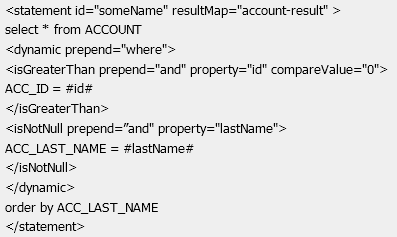 <statement id="someName" resultMap="account-result" >
select * from ACCOUNT
<dynamic prepend="where">
<isGreaterThan prepend="and" property="id" compareValue="0">
ACC_ID = #id#
</isGreaterThan>
<isNotNull prepend=”and" property="lastName">
ACC_LAST_NAME = #lastName#
</isNotNull>
</dynamic>
order by ACC_LAST_NAME
</statement>